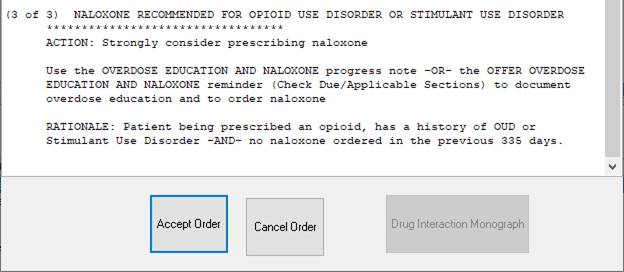 (3 of 3)  NALOXONE RECOMMENDED FOR OPIOID USE DISORDER OR STIMULANT USE DISORDER
***********************************
ACTION: Strongly consider prescribing naloxone
Use the OVERDOSE EDUCATION AND NALOXONE progress note -OR- the OFFER OVERDOSE
EDUCATION AND NALOXONE reminder (Check Due/Applicable Sections) to document
overdose education and to order naloxone
RATIONALE: Patient being prescribed an opioid, has a history of OUD or
Stimulant Use Disorder -AND- no naloxone ordered in the previous 335 days.
Accept Order
Cancel Order
Drug Interaction Monograph